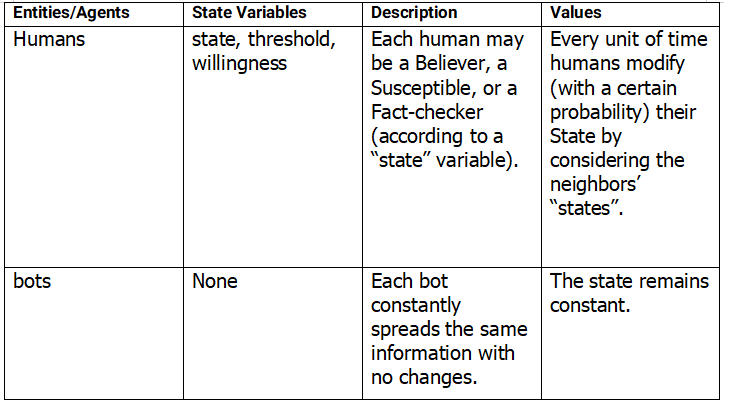 Entities/Agents State Variables Description Values
Humans
state, threshold,
willingness
Each human may
be a Believer, a
Susceptible, or a
Fact-checker
(according to a
“state” variable).
Every unit of time
humans modify
(with a certain
probability) their
State by
considering the
neighbors’
“states”.
bots
None
Each bot
constantly
spreads the same
information with
no changes.
The state remains
constant.